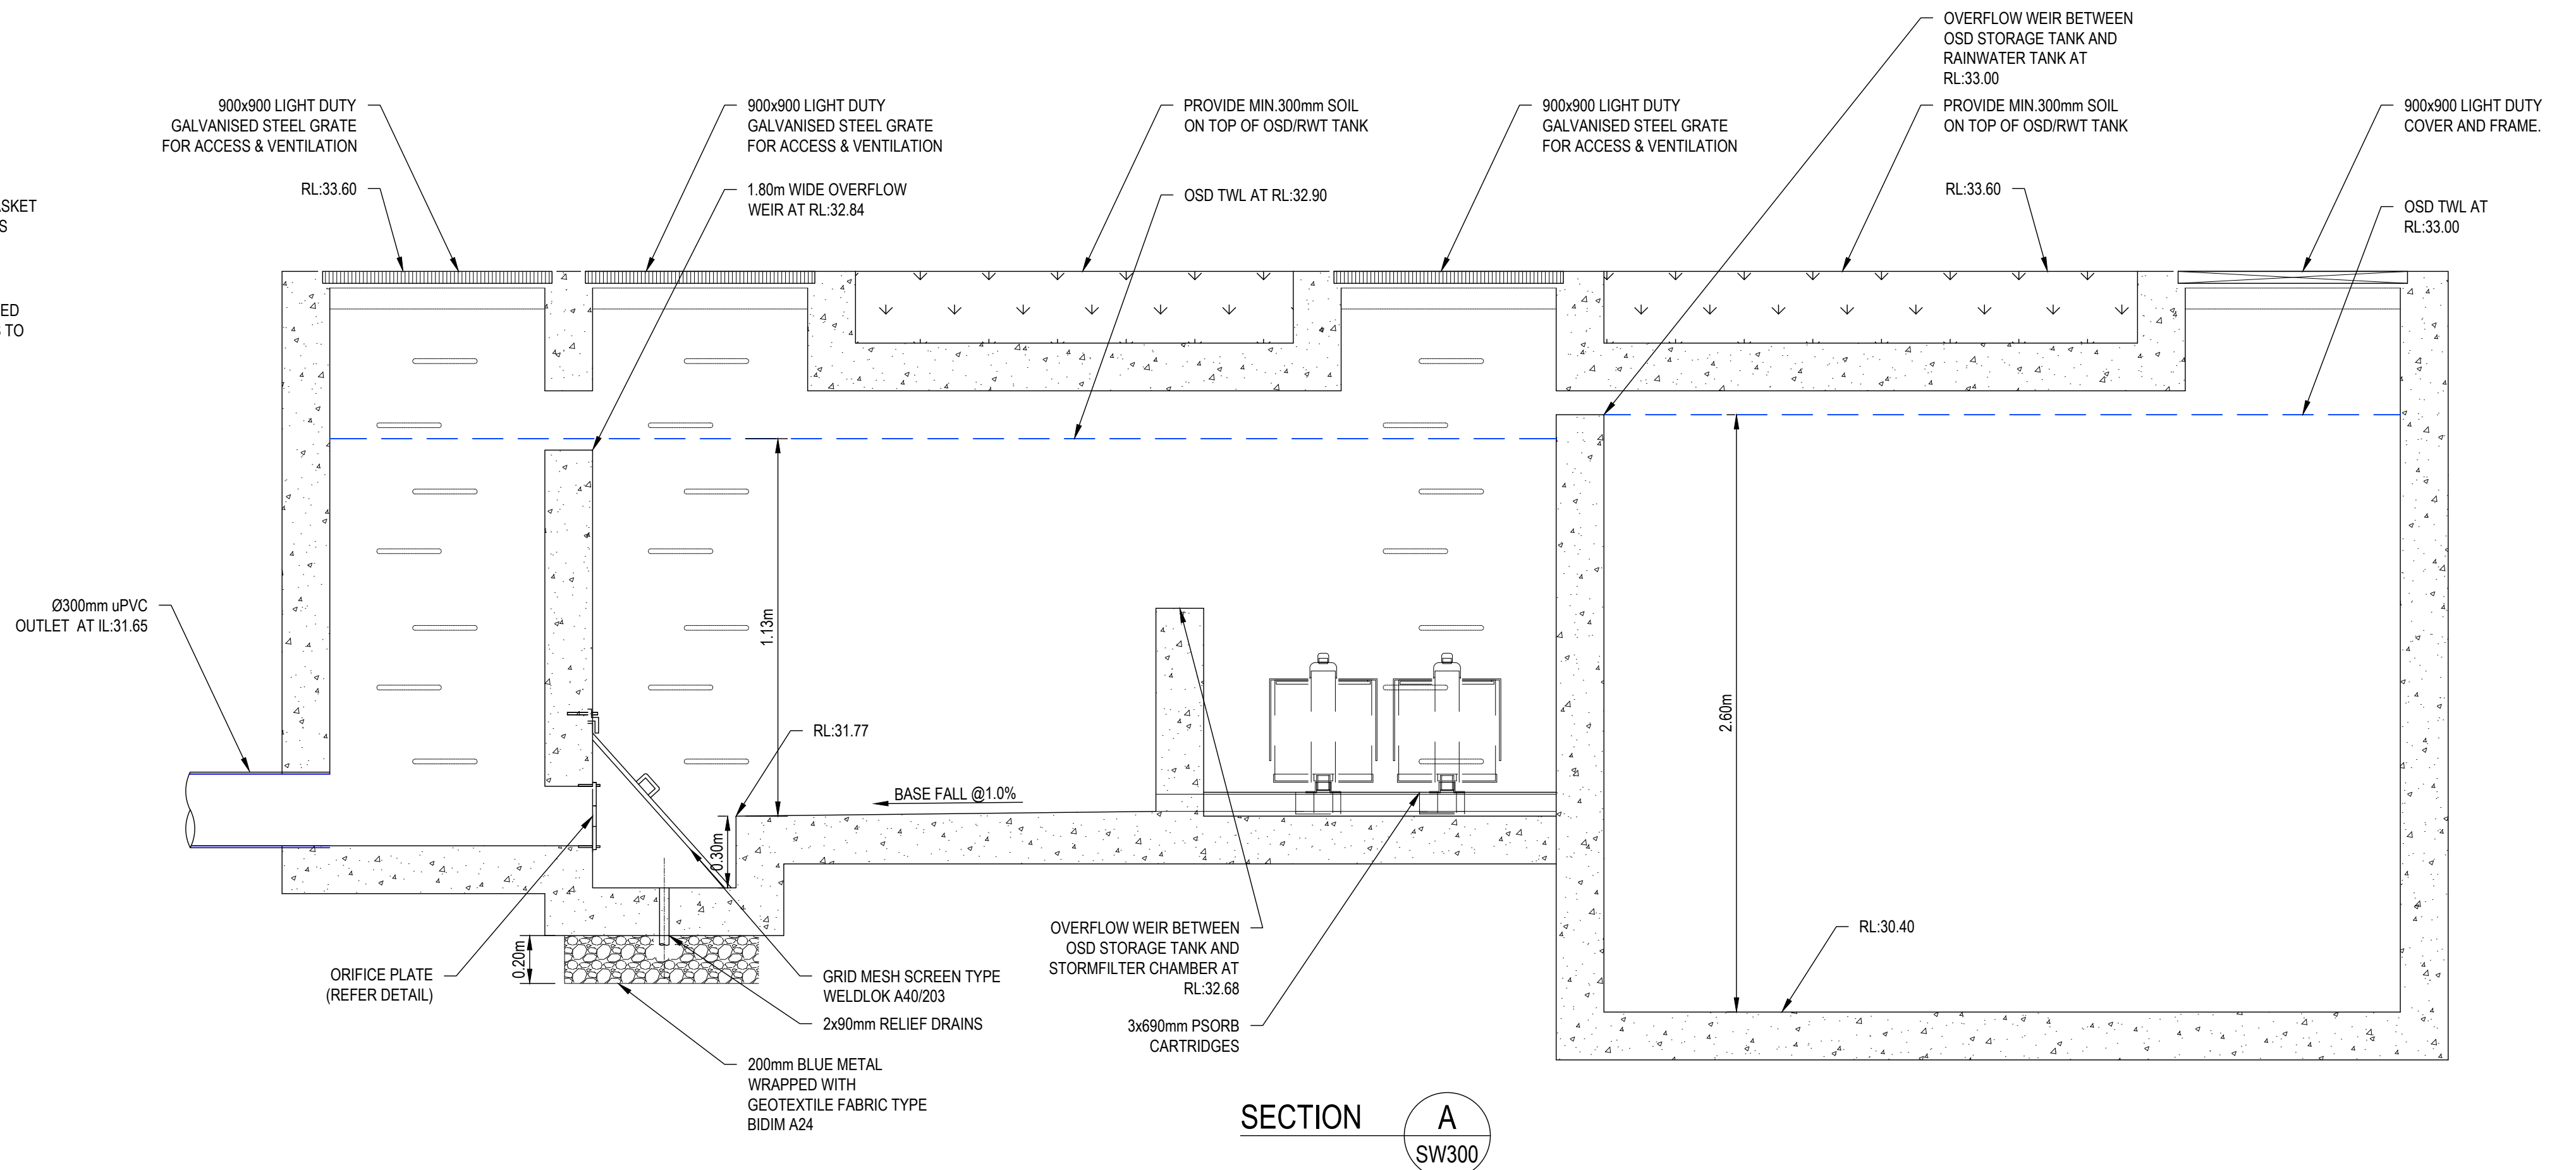 OVERFLOW WEIR BETWEEN
OSD STORAGE TANK AND
RAINWATER TANK AT
RL:33.00
900x900 LIGHT DUTY
GALVANISED STEEL GRATE
FOR ACCESS & VENTILATION
900x900 LIGHT DUTY
GALVANISED STEEL GRATE
FOR ACCESS & VENTILATION
PROVIDE MIN.300mm SOIL
ON TOP OF OSD/RWT TANK
900x900 LIGHT DUTY
GALVANISED STEEL GRATE
FOR ACCESS & VENTILATION
PROVIDE MIN.300mm SOIL
ON TOP OF OSD/RWT TANK
900x900 LIGHT DUTY
COVER AND FRAME.
RL:33.60
1.80m WIDE OVERFLOW
WEIR AT RL:32.84
OSD TWL AT RL:32.90
RL:33.60
OSD TWL AT
RL:33.00
TO
Ø300mm uPVC
OUTLET AT IL:31.65
1.13m
RL:31.77
BASE FALL @1.0%
0.30m
2.60m
RL:30.40
0.20m
ORIFICE PLATE
(REFER DETAIL)
GRID MESH SCREEN TYPE
WELDLOK A40/203
2x90mm RELIEF DRAINS
200mm BLUE METAL
WRAPPED WITH
GEOTEXTILE FABRIC TYPE
BIDIM A24
OVERFLOW WEIR BETWEEN
OSD STORAGE TANK AND
STORMFILTER CHAMBER AT
RL:32.68
3x690mm PSORB
CARTRIDGES
SECTION
A
SW300